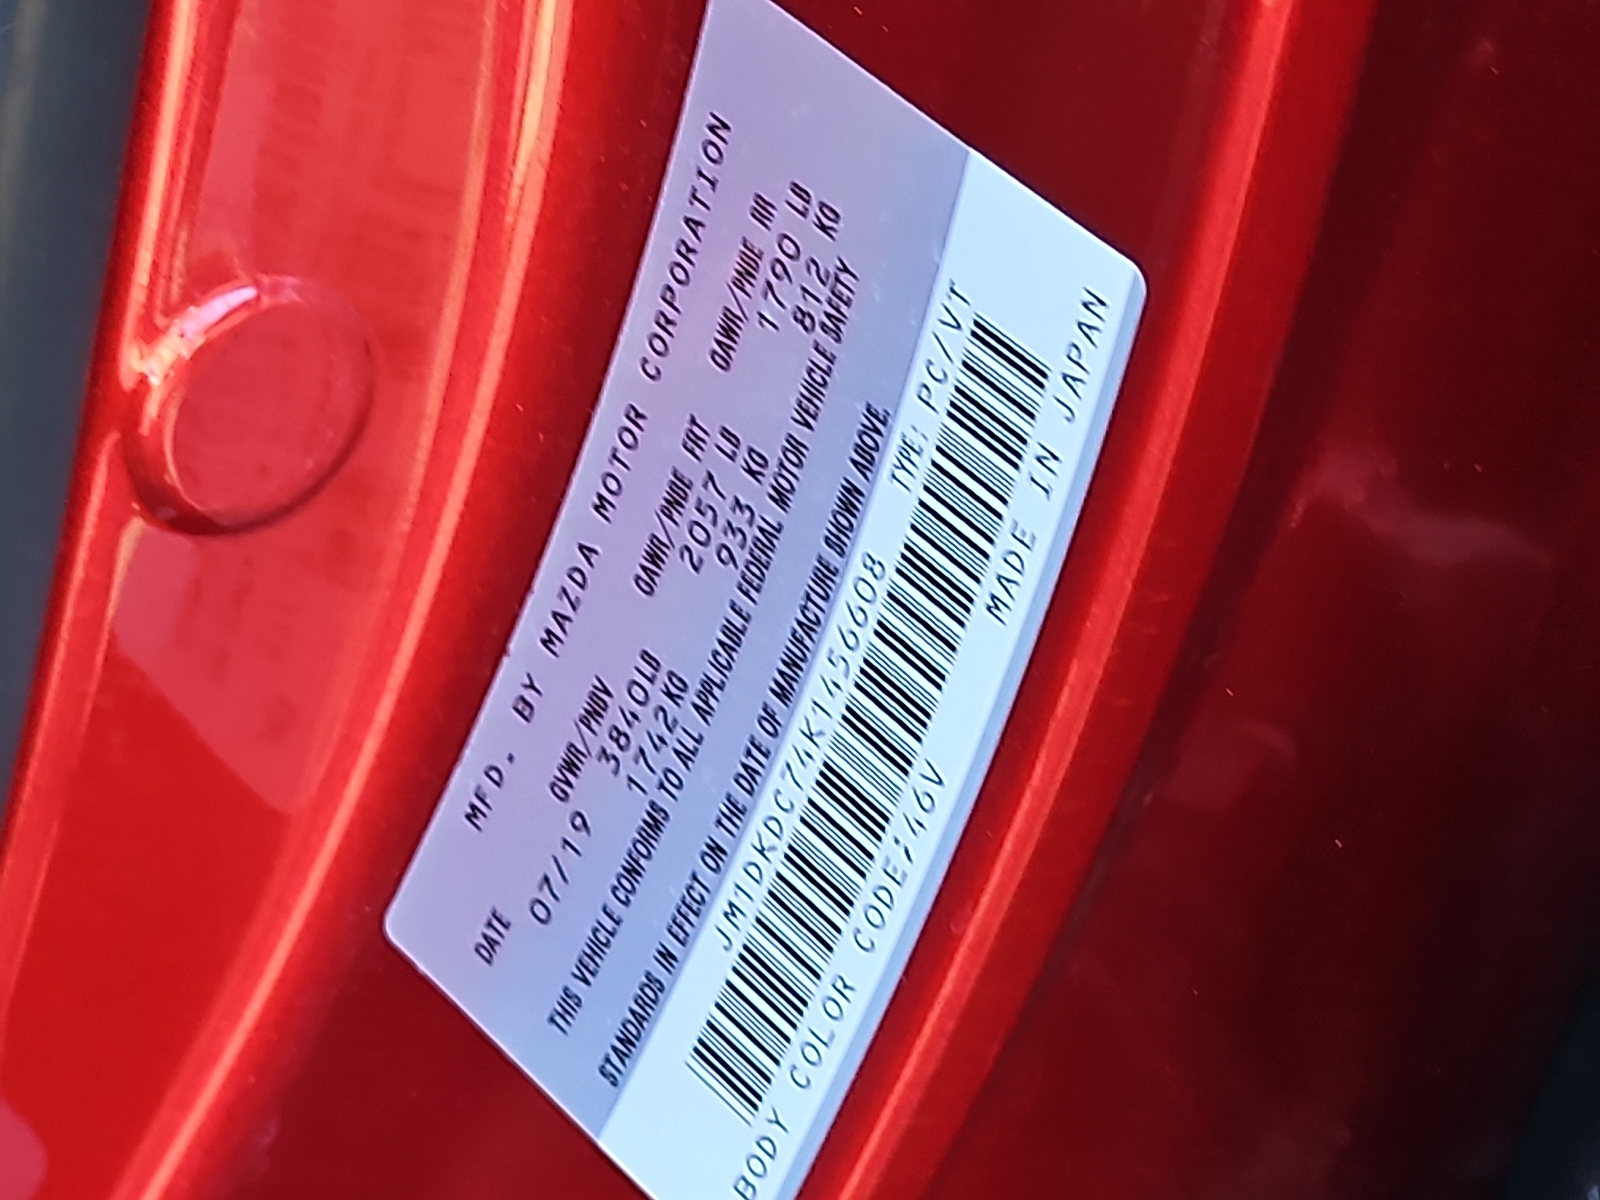 MFD. BY MAZDA MOTOR CORPORATION
DATE GVWR/PNBV GAWR/PNBE FRT GAWR/PNBE RR
07/19 3840LB 2057 LB 1790 LB
1742KG 933 KG 812 KG
THIS VEHICLE CONFORMS TO ALL APPLICABLE FEDERAL MOTOR VEHICLE SAFETY
STANDARDS IN EFFECT ON THE DATE OF MANUFACTURE SHOWN ABOVE.
JM1DKDC74K1456608 TYPE: PC/VT
BODY COLOR CODE:46V MADE IN JAPAN